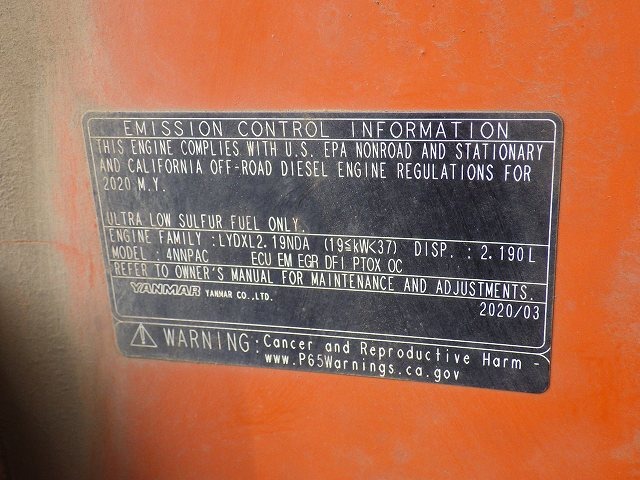 EMISSION CONTROL INFORMATION
THIS ENGINE COMPLIES WITH U.S. EPA NONROAD AND STATIONARY
AND CALIFORNIA OFF-ROAD DIESEL ENGINE REGULATIONS FOR
2020 M.Y.
ULTRA LOW SULFUR FUEL ONLY.
ENGINE FAMILY : LYDXL2.19NDA (19≦kW<37) DISP. : 2.190L
MODEL : 4NNPAC ECU EM EGR DFI PTOX OC
REFER TO OWNER'S MANUAL FOR MAINTENANCE AND ADJUSTMENTS.
YANMAR YANMAR CO.,LTD. 2020/03
⚠ WARNING: Cancer and Reproductive Harm -
www.P65Warnings.ca.gov